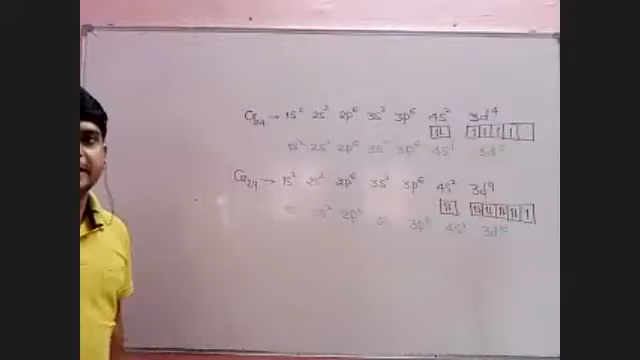 Cr₂₄ → 1s² 2s² 2p⁶ 3s² 3p⁶ 4s² 3d⁴
1s² 2s² 2p⁶ 3s² 3p⁶ 4s¹ 3d⁵
Cu₂₉ → 1s² 2s² 2p⁶ 3s² 3p⁶ 4s² 3d⁹
s² 2p⁶ 3p⁶ 4s¹ 3d¹⁰